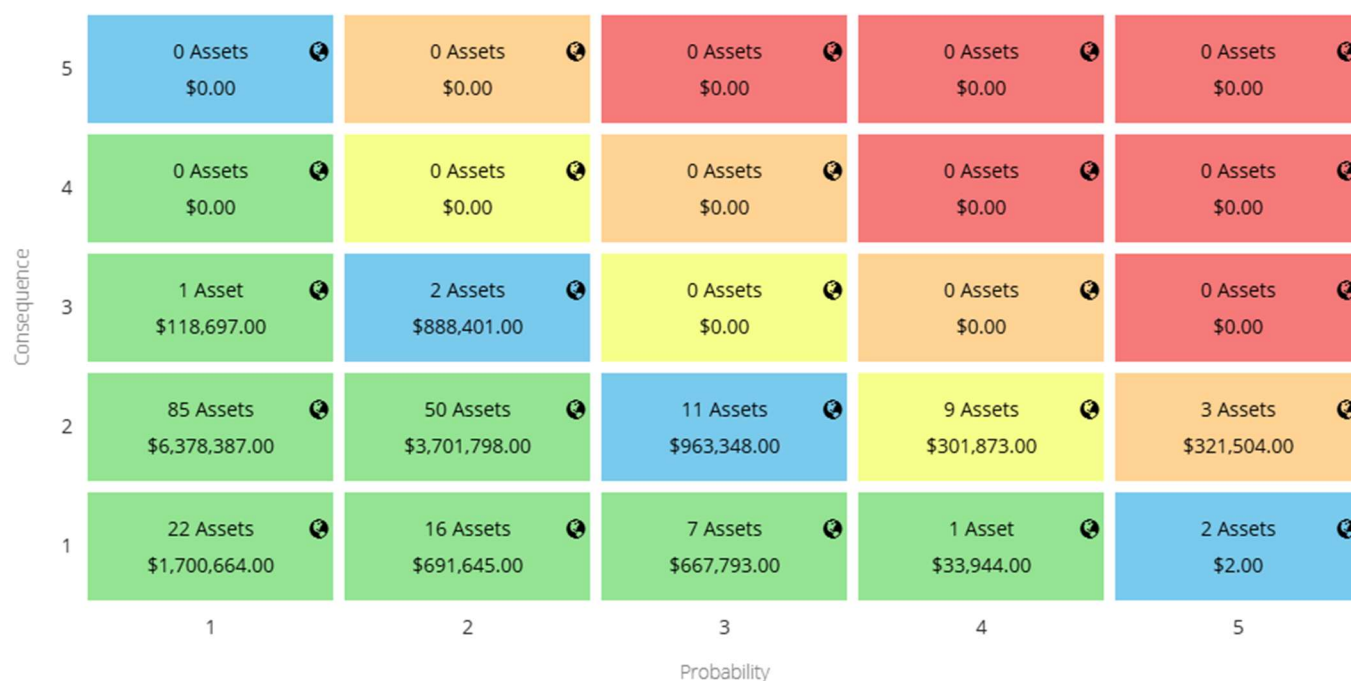 5
0 Assets
$0.00
0 Assets
$0.00
0 Assets
$0.00
0 Assets
$0.00
0 Assets
$0.00
4
0 Assets
$0.00
0 Assets
$0.00
0 Assets
$0.00
0 Assets
$0.00
0 Assets
$0.00
Consequence
3
1 Asset
$118,697.00
2 Assets
$888,401.00
0 Assets
$0.00
0 Assets
$0.00
0 Assets
$0.00
2
85 Assets
$6,378,387.00
50 Assets
$3,701,798.00
11 Assets
$963,348.00
9 Assets
$301,873.00
3 Assets
$321,504.00
1
22 Assets
$1,700,664.00
16 Assets
$691,645.00
7 Assets
$667,793.00
1 Asset
$33,944.00
2 Assets
$2.00
1
2
3
4
5
Probability